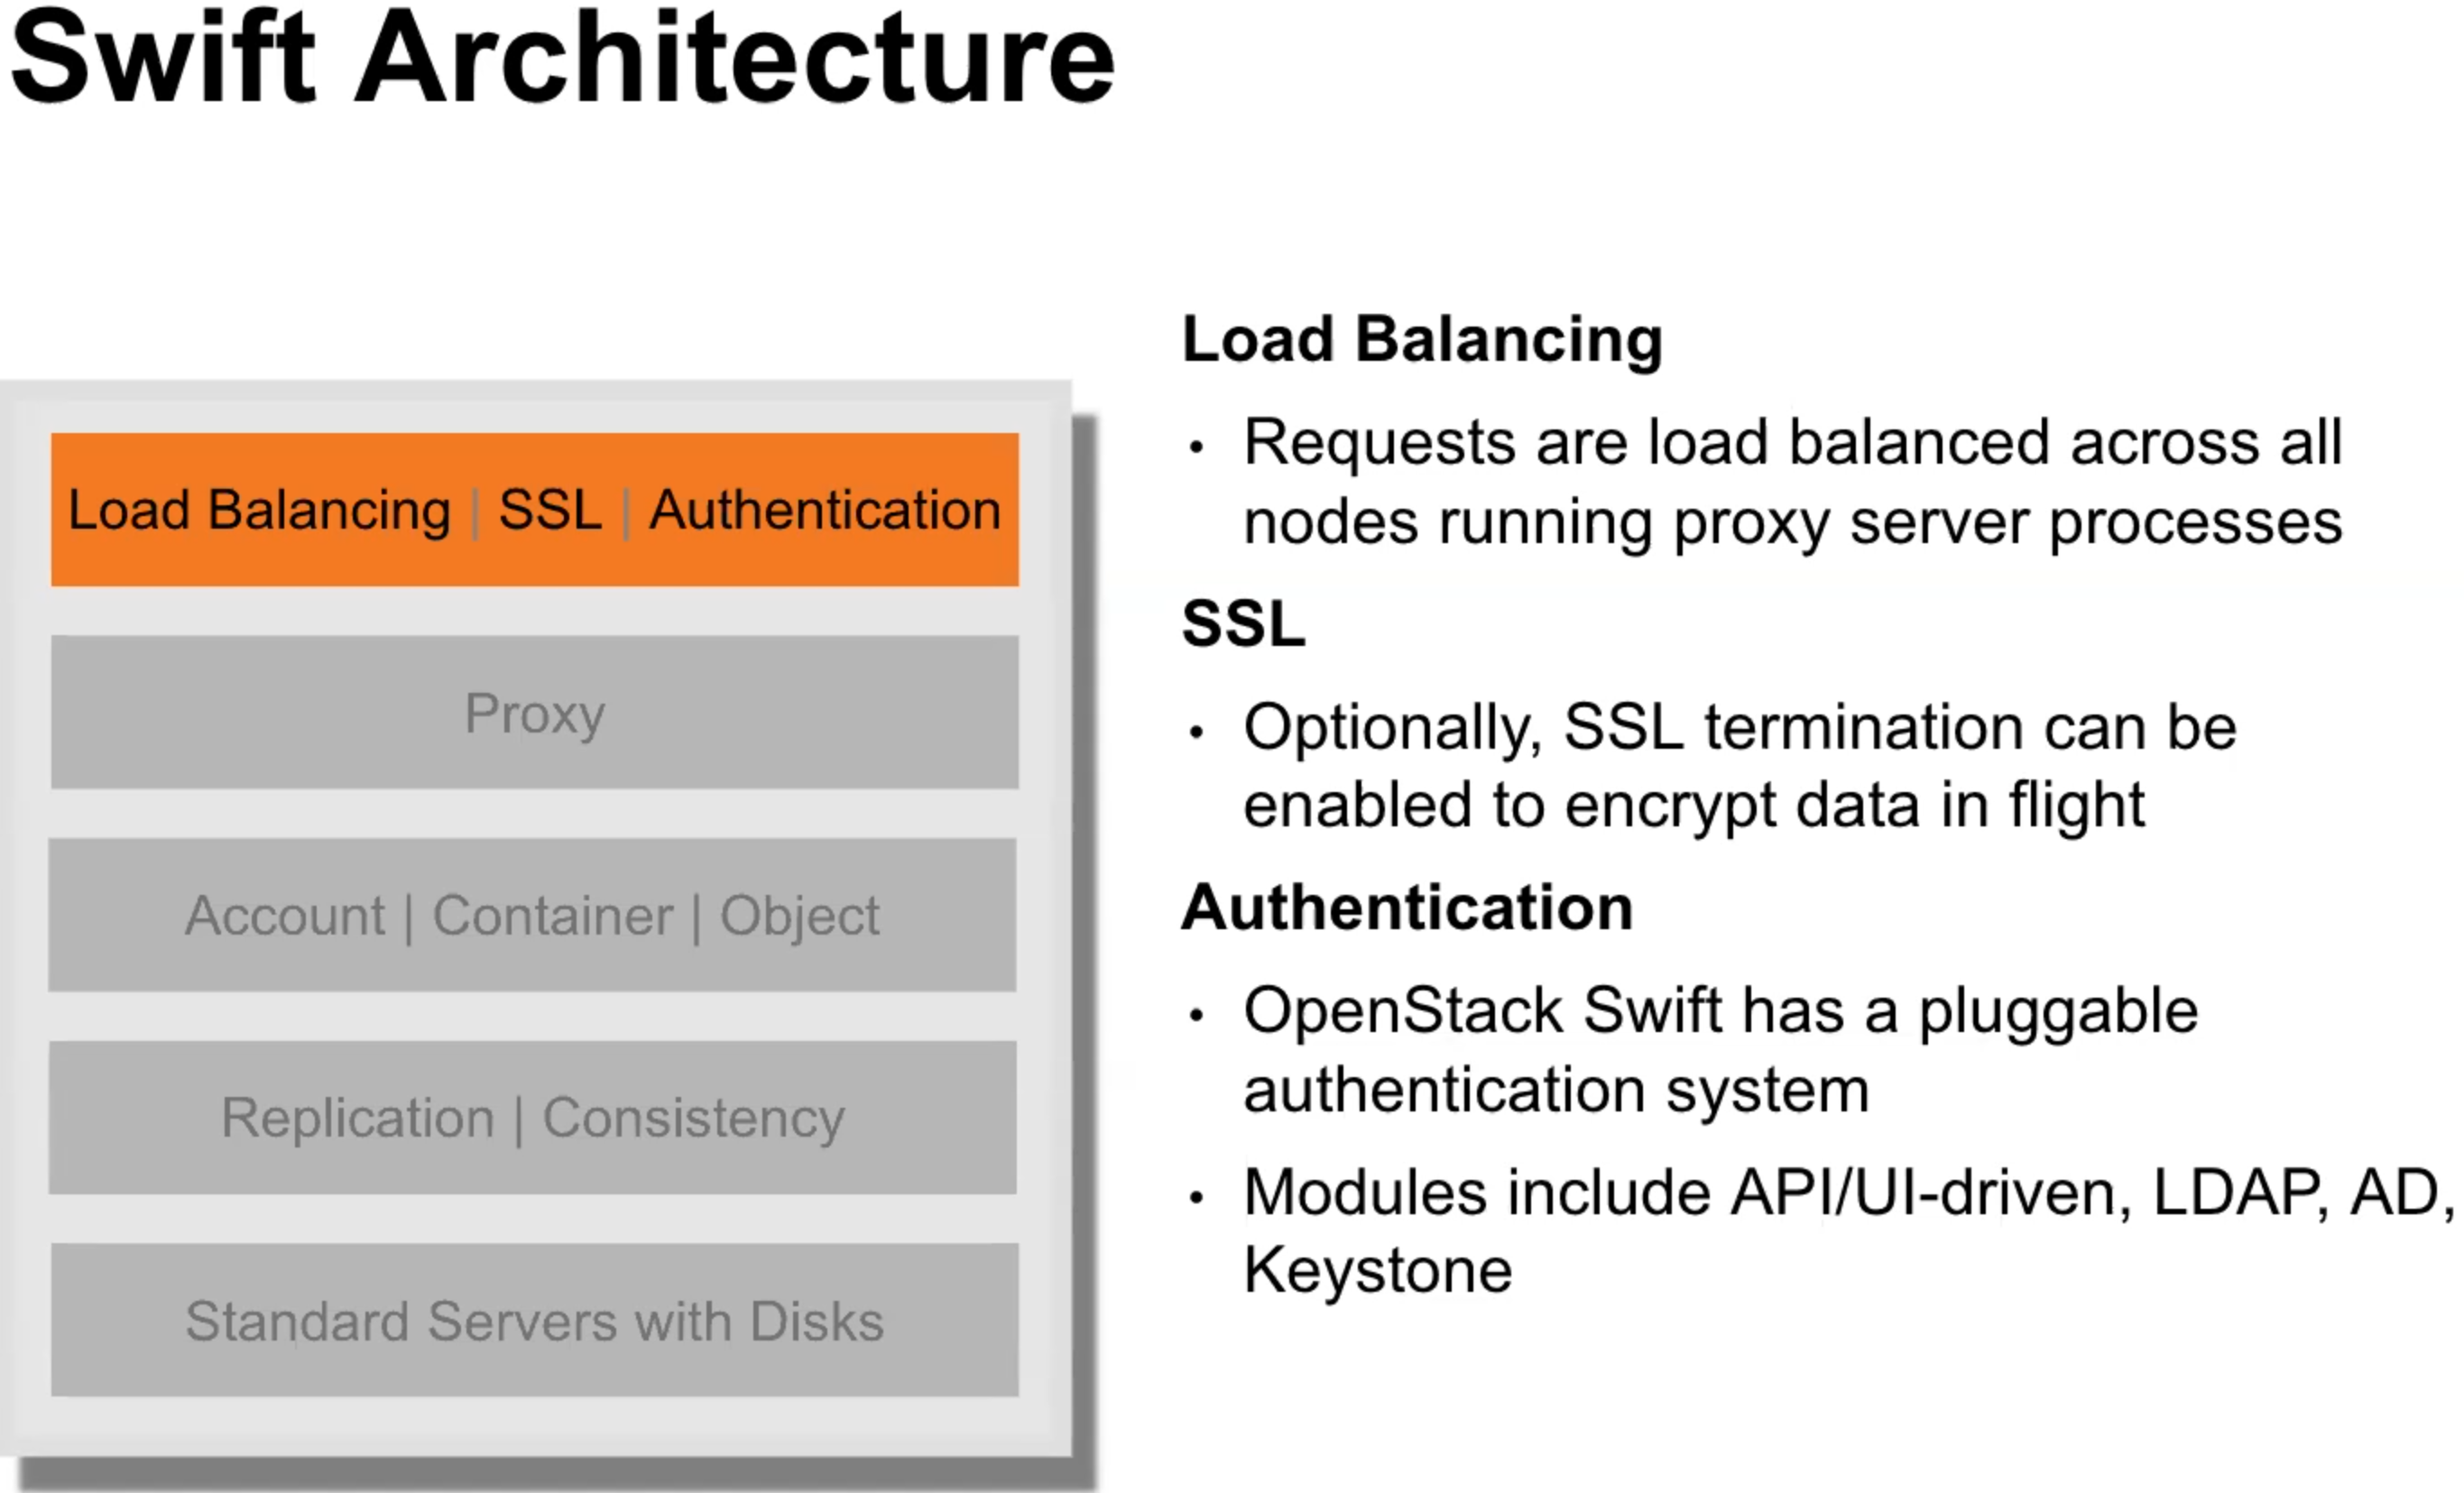 Swift Architecture
Load Balancing | SSL | Authentication
Proxy
Account | Container | Object
Replication | Consistency
Standard Servers with Disks
Load Balancing
• Requests are load balanced across all
nodes running proxy server processes
SSL
• Optionally, SSL termination can be
enabled to encrypt data in flight
Authentication
• OpenStack Swift has a pluggable
authentication system
• Modules include API/UI-driven, LDAP, AD,
Keystone